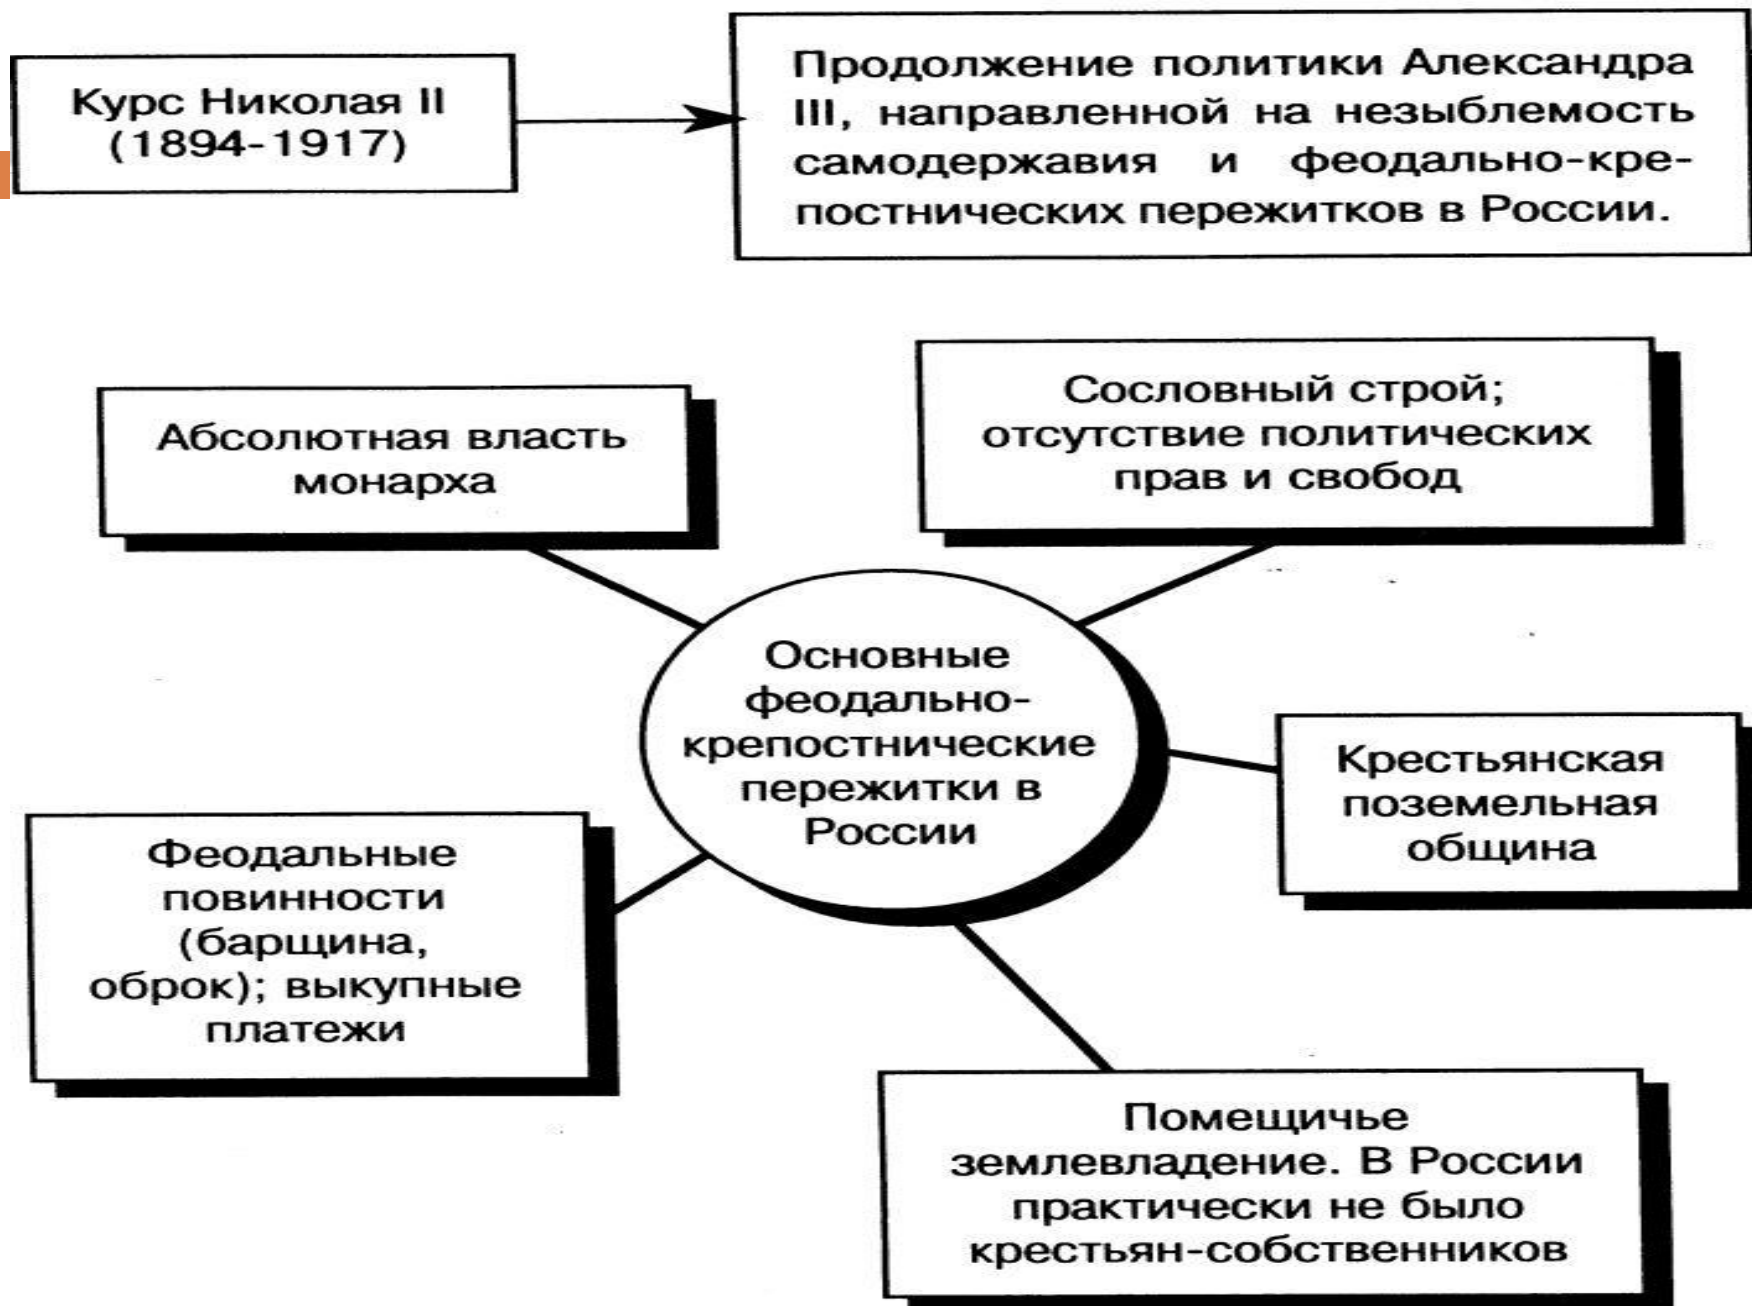 Курс Николая II
(1894-1917)
Продолжение политики Александра
III, направленной на незыблемость
самодержавия и феодально-кре-
постнических пережитков в России.
Абсолютная власть
монарха
Сословный строй;
отсутствие политических
прав и свобод
Основные
феодально-
крепостнические
пережитки в
России
Крестьянская
поземельная
община
Феодальные
повинности
(барщина,
оброк); выкупные
платежи
Помещичье
землевладение. В России
практически не было
крестьян-собственников